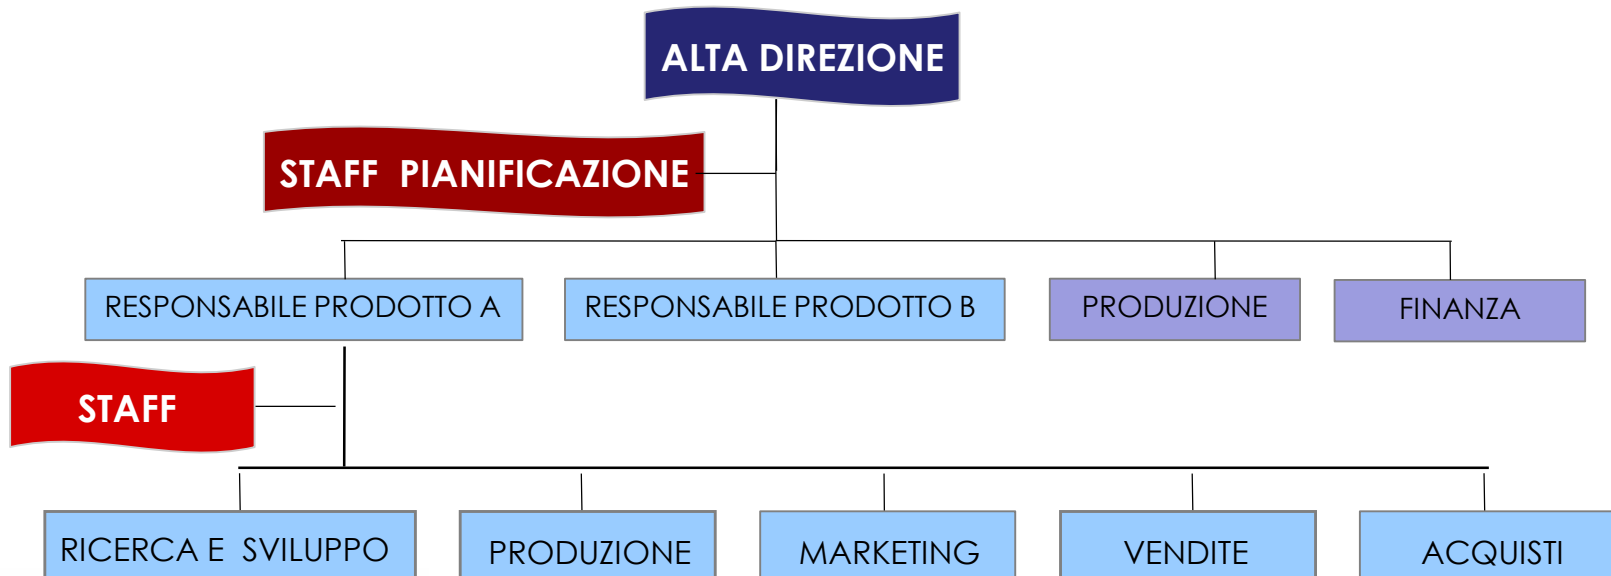 ALTA DIREZIONE
STAFF PIANIFICAZIONE
RESPONSABILE PRODOTTO A
RESPONSABILE PRODOTTO B
PRODUZIONE
FINANZA
STAFF
RICERCA E SVILUPPO
PRODUZIONE
MARKETING
VENDITE
ACQUISTI